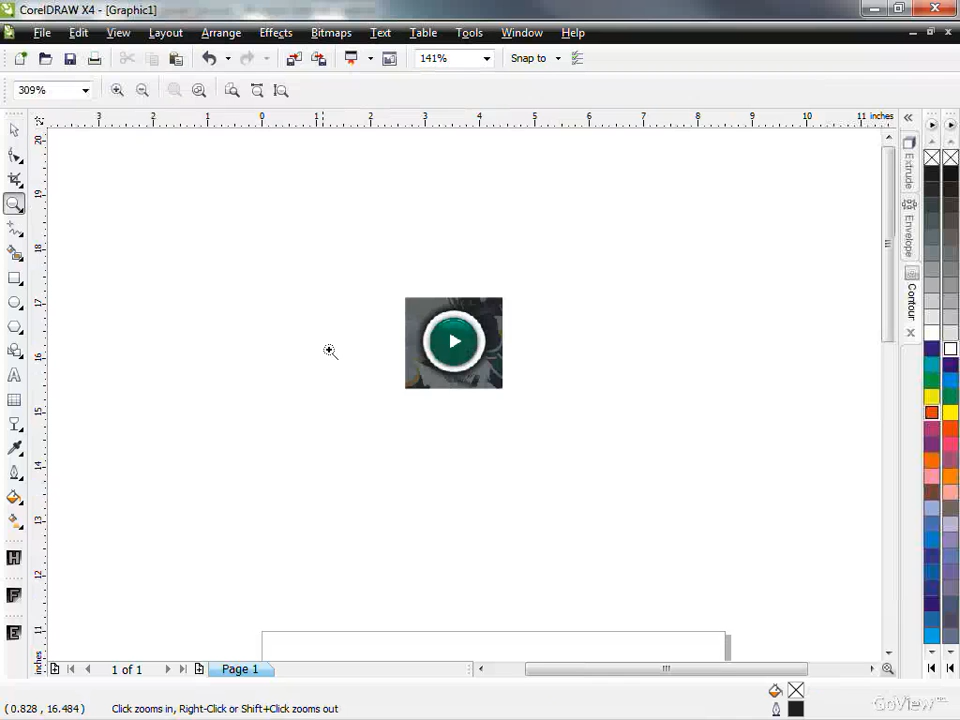 CorelDRAW X4 - [Graphic1]
File Edit View Layout Arrange Effects Bitmaps Text Table Tools Window Help
141% Snap to
309%
3 2 1 0 1 2 3 4 5 6 7 8 9 10 11 inches
20
19
18
17
16
15
14
13
12
11
inches
Extrude
Envelope
Contour
H
F
E
1 of 1 Page 1
(0.828, 16.484) Click zooms in, Right-Click or Shift+Click zooms out
GoView